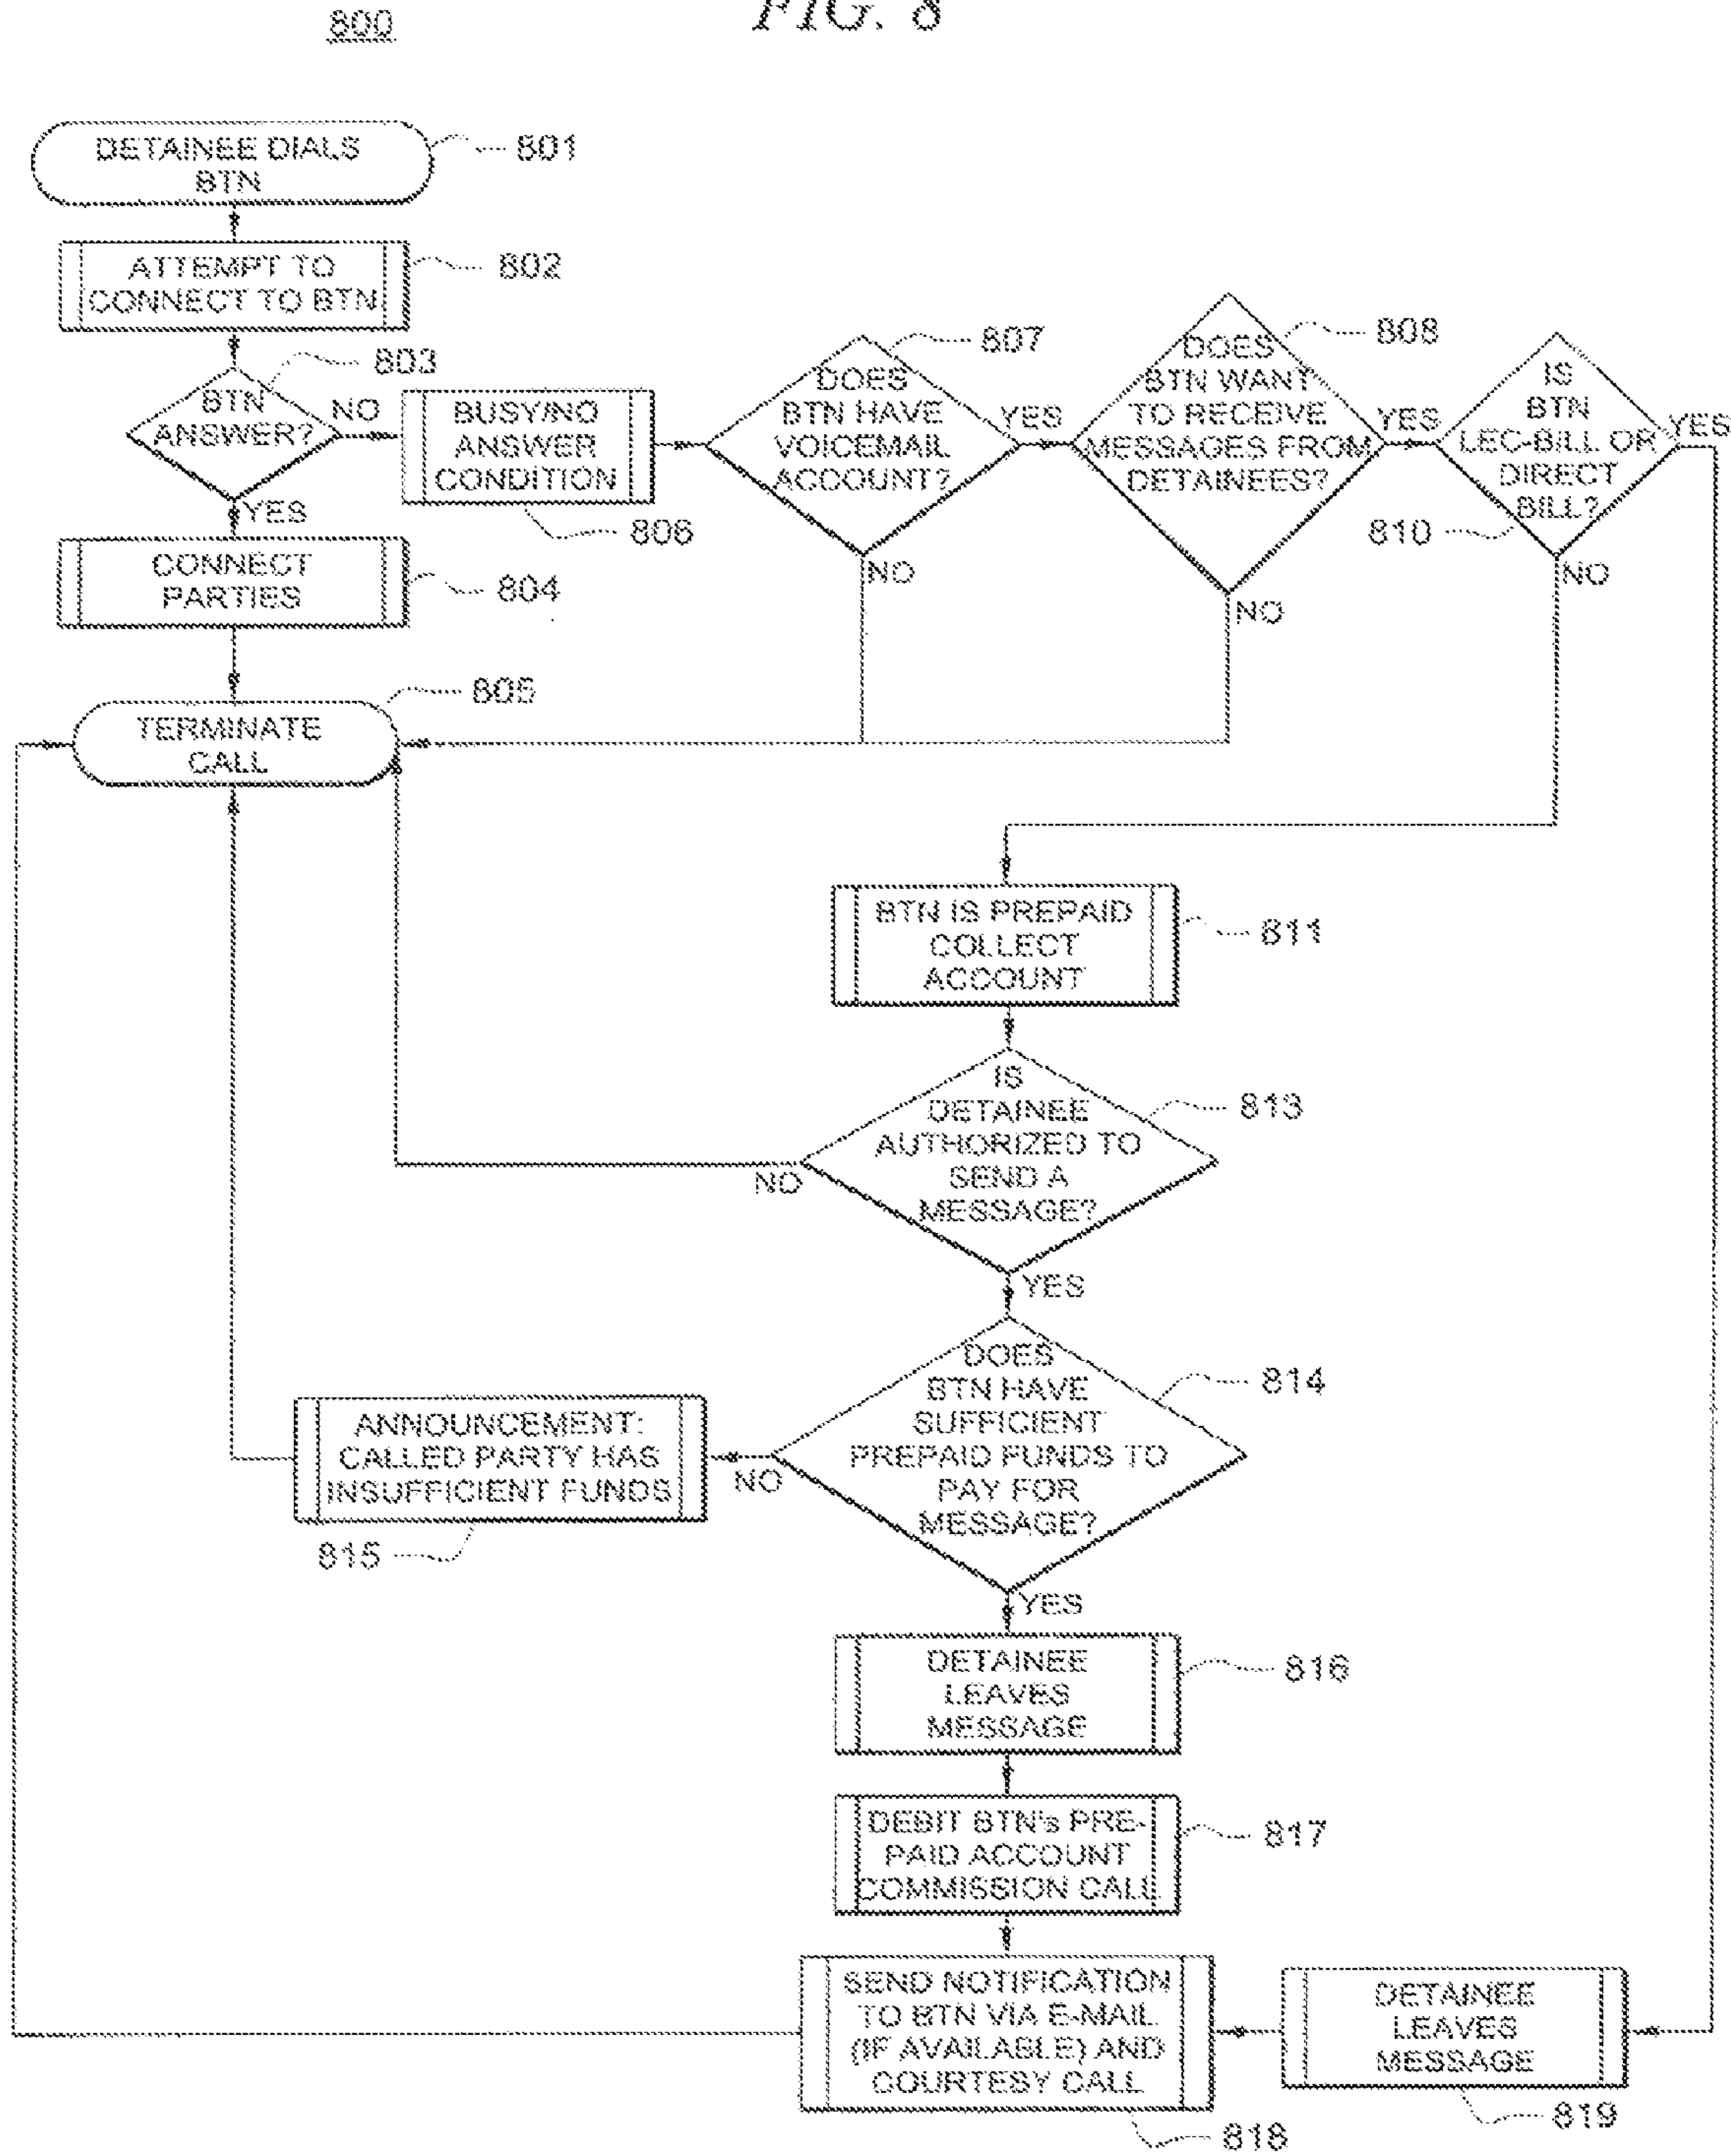 800
FIG. 8
DETAINEE DIALS
BTN
801
ATTEMPT TO
CONNECT TO BTN
802
803
BTN
ANSWER?
NO
YES
BUSY/NO
ANSWER
CONDITION
806
CONNECT
PARTIES
804
TERMINATE
CALL
805
807
DOES
BTN HAVE
VOICEMAIL
ACCOUNT?
YES
NO
808
DOES
BTN WANT
TO RECEIVE
MESSAGES FROM
DETAINEES?
YES
NO
IS
BTN
LEC-BILL OR
DIRECT
BILL?
810
YES
NO
BTN IS PREPAID
COLLECT
ACCOUNT
811
IS
DETAINEE
AUTHORIZED TO
SEND A
MESSAGE?
813
NO
YES
DOES
BTN HAVE
SUFFICIENT
PREPAID FUNDS TO
PAY FOR
MESSAGE?
814
NO
YES
ANNOUNCEMENT:
CALLED PARTY HAS
INSUFFICIENT FUNDS
815
DETAINEE
LEAVES
MESSAGE
816
DEBIT BTN's PRE-
PAID ACCOUNT
COMMISSION CALL
817
SEND NOTIFICATION
TO BTN VIA E-MAIL
(IF AVAILABLE) AND
COURTESY CALL
818
DETAINEE
LEAVES
MESSAGE
819